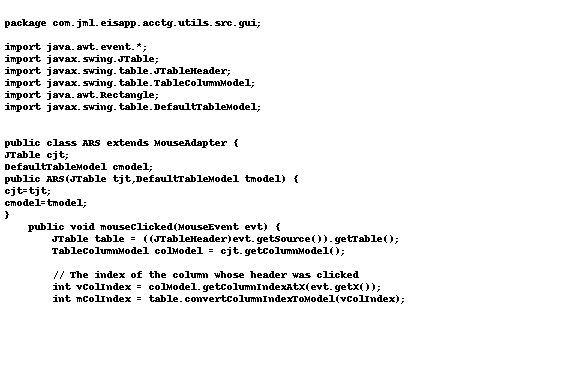 package com.jml.eisapp.acctg.utils.src.gui;
import java.awt.event.*;
import javax.swing.JTable;
import javax.swing.table.JTableHeader;
import javax.swing.table.TableColumnModel;
import java.awt.Rectangle;
import javax.swing.table.DefaultTableModel;
public class ARS extends MouseAdapter {
JTable cjt;
DefaultTableModel cmodel;
public ARS(JTable tjt,DefaultTableModel tmodel) {
cjt=tjt;
cmodel=tmodel;
}
public void mouseClicked(MouseEvent evt) {
JTable table = ((JTableHeader)evt.getSource()).getTable();
TableColumnModel colModel = cjt.getColumnModel();
// The index of the column whose header was clicked
int vColIndex = colModel.getColumnIndexAtX(evt.getX());
int mColIndex = table.convertColumnIndexToModel(vColIndex);